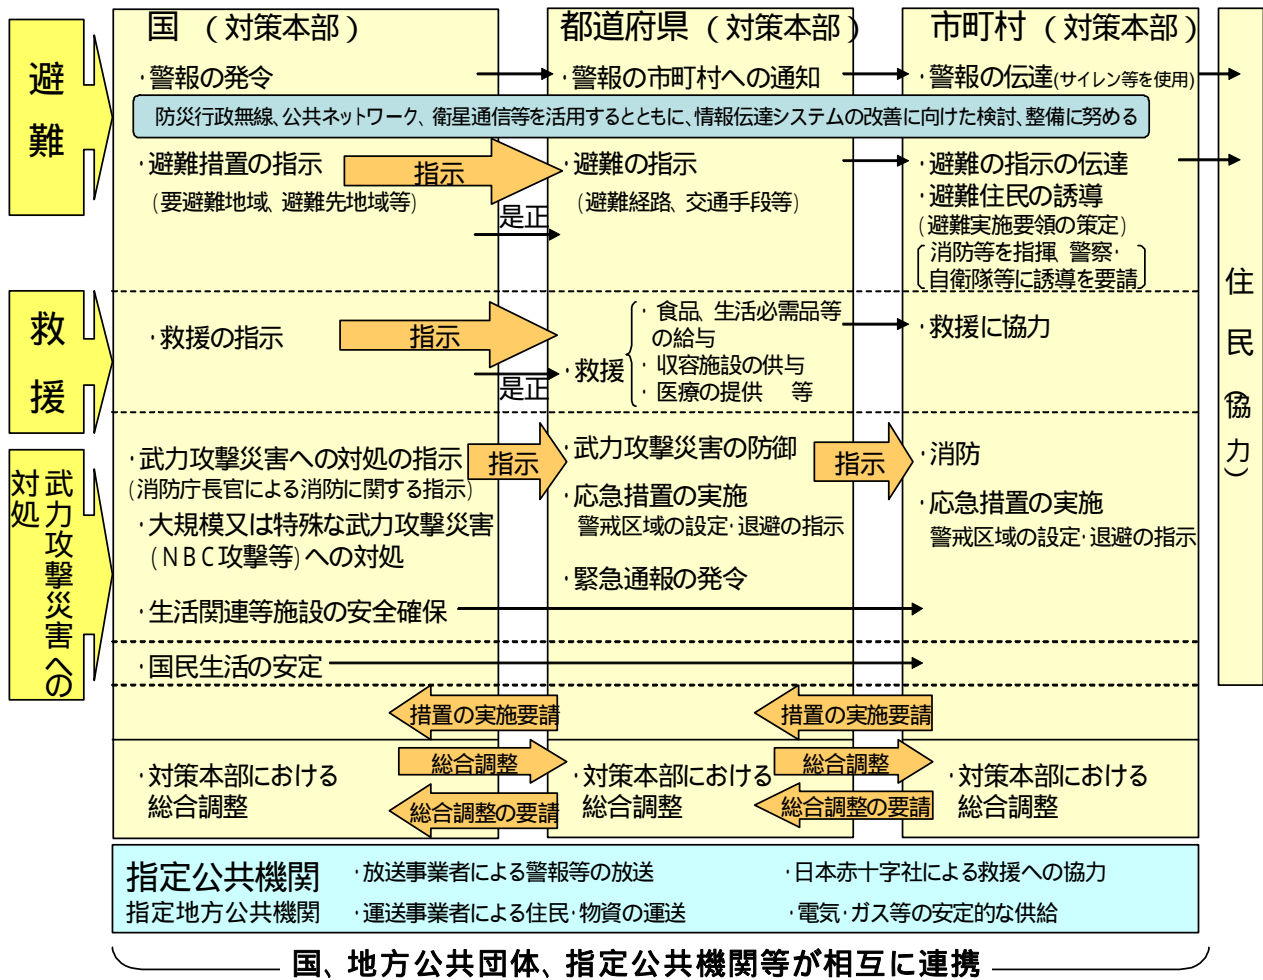 国 (対策本部)
都道府県 (対策本部)
市町村 (対策本部)
避難
・警報の発令
・警報の市町村への通知
・警報の伝達(サイレン等を使用)
防災行政無線、公共ネットワーク、衛星通信等を活用するとともに、情報伝達システムの改善に向けた検討、整備に努める
・避難措置の指示
(要避難地域、避難先地域等)
指示
是正
・避難の指示
(避難経路、交通手段等)
・避難の指示の伝達
・避難住民の誘導
(避難実施要領の策定)
消防等を指揮、警察・
自衛隊等に誘導を要請
救援
・救援の指示
指示
是正
・救援
・食品、生活必需品等
の給与
・収容施設の供与
・医療の提供 等
・救援に協力
武力攻撃災害への
対処
・武力攻撃災害への対処の指示
(消防庁長官による消防に関する指示)
・大規模又は特殊な武力攻撃災害
(NBC攻撃等)への対処
指示
・武力攻撃災害の防御
・応急措置の実施
警戒区域の設定・退避の指示
・緊急通報の発令
指示
・消防
・応急措置の実施
警戒区域の設定・退避の指示
・生活関連等施設の安全確保
・国民生活の安定
措置の実施要請
措置の実施要請
・対策本部における
総合調整
総合調整
総合調整の要請
・対策本部における
総合調整
総合調整
総合調整の要請
・対策本部における
総合調整
住民(協力)
指定公共機関
指定地方公共機関
・放送事業者による警報等の放送
・日本赤十字社による救援への協力
・運送事業者による住民・物資の運送
・電気・ガス等の安定的な供給
国、地方公共団体、指定公共機関等が相互に連携